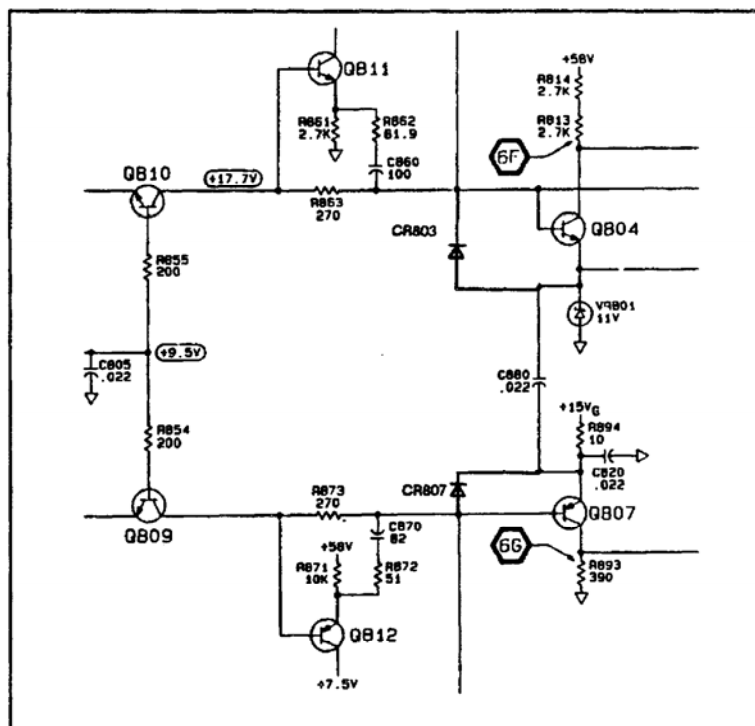 Q811
+58V
R814
2.7K
R861
2.7K
R862
61.9
R813
2.7K
6F
C860
100
Q810
+17.7V
R863
270
CR803
Q804
R855
200
VR801
11V
C805
.022
+9.5V
C880
.022
+15VG
R894
10
R854
200
C820
.022
CR807
R873
270
Q807
Q809
C870
82
6G
+58V
R871
10K
R872
51
R893
390
Q812
+7.5V